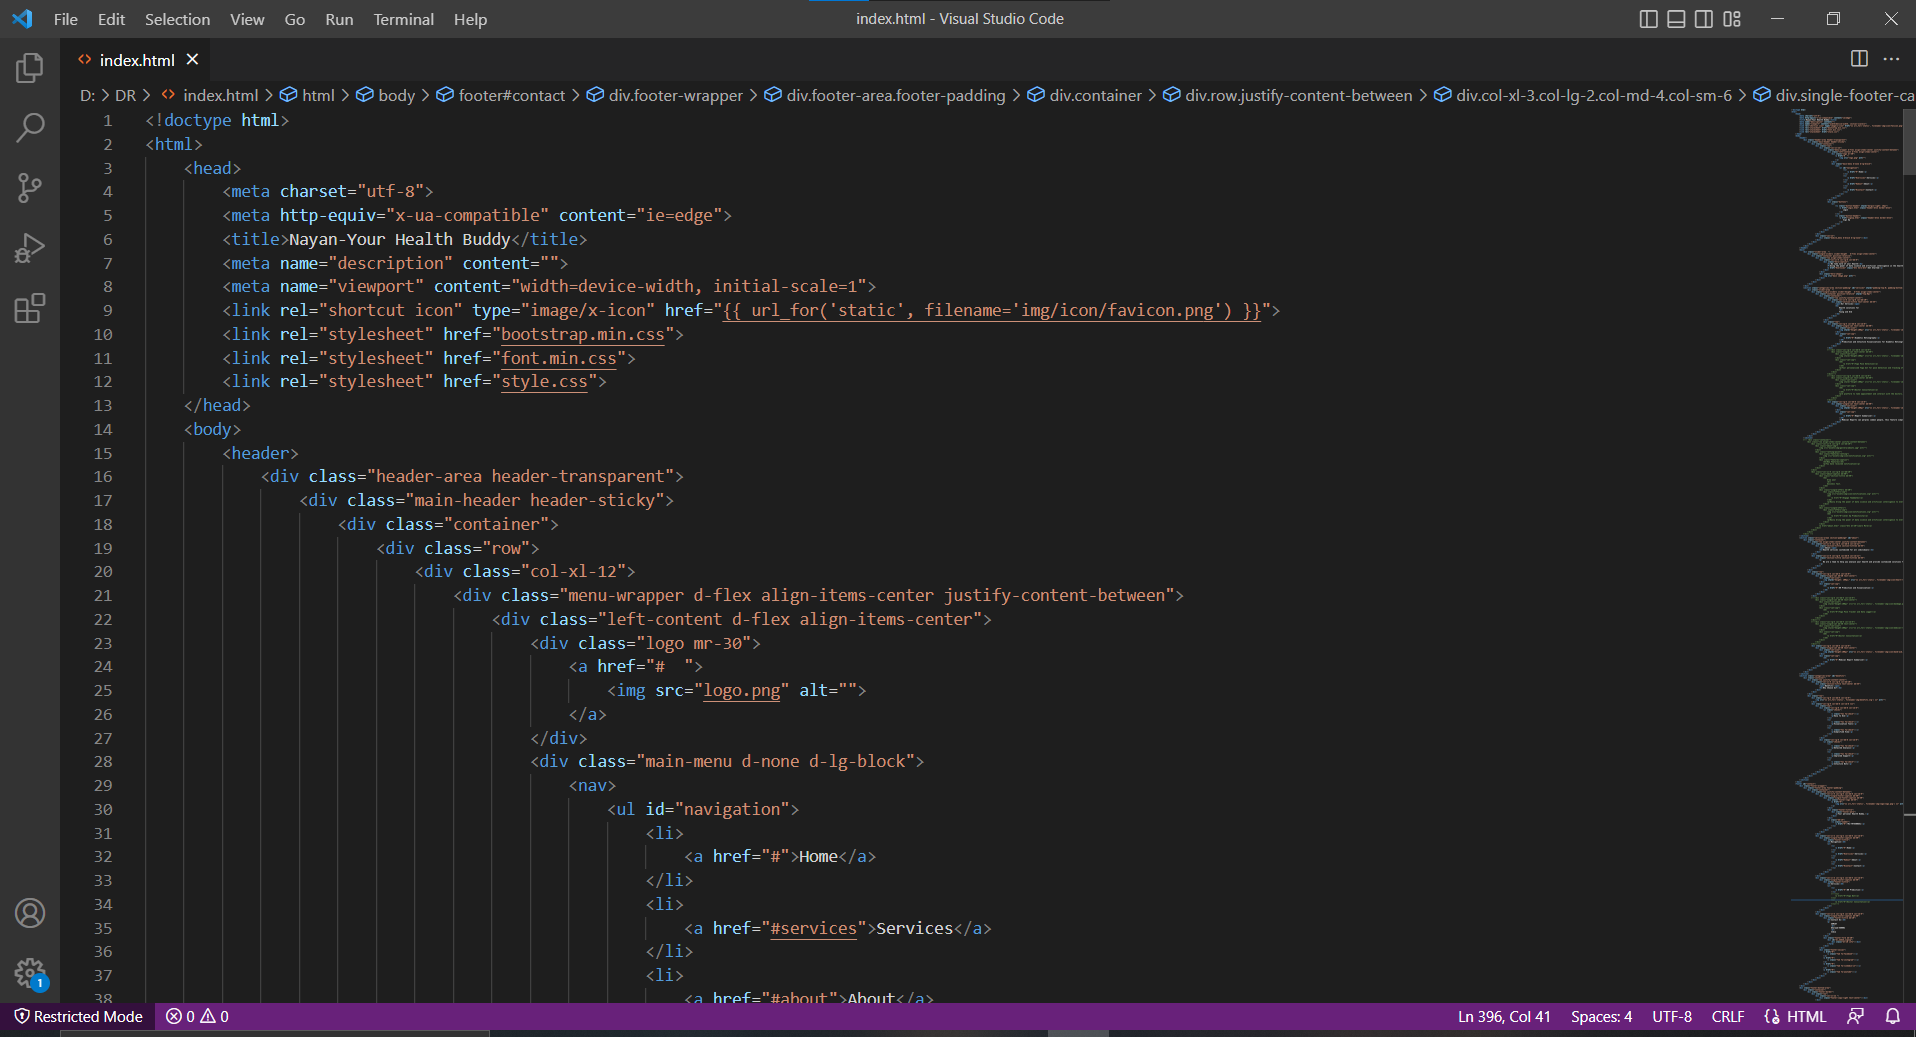 File Edit Selection View Go Run Terminal Help
index.html - Visual Studio Code
index.html
D: > DR > index.html > html > body > footer#contact > div.footer-wrapper > div.footer-area.footer-padding > div.container > div.row.justify-content-between > div.col-xl-3.col-lg-2.col-md-4.col-sm-6 > div.single-footer-ca
1 <!doctype html>
2 <html>
3 <head>
4 <meta charset="utf-8">
5 <meta http-equiv="x-ua-compatible" content="ie=edge">
6 <title>Nayan-Your Health Buddy</title>
7 <meta name="description" content="">
8 <meta name="viewport" content="width=device-width, initial-scale=1">
9 <link rel="shortcut icon" type="image/x-icon" href="{{ url_for('static', filename='img/icon/favicon.png') }}">
10 <link rel="stylesheet" href="bootstrap.min.css">
11 <link rel="stylesheet" href="font.min.css">
12 <link rel="stylesheet" href="style.css">
13 </head>
14 <body>
15 <header>
16 <div class="header-area header-transparent">
17 <div class="main-header header-sticky">
18 <div class="container">
19 <div class="row">
20 <div class="col-xl-12">
21 <div class="menu-wrapper d-flex align-items-center justify-content-between">
22 <div class="left-content d-flex align-items-center">
23 <div class="logo mr-30">
24 <a href="#  ">
25 <img src="logo.png" alt="">
26 </a>
27 </div>
28 <div class="main-menu d-none d-lg-block">
29 <nav>
30 <ul id="navigation">
31 <li>
32 <a href="#">Home</a>
33 </li>
34 <li>
35 <a href="#services">Services</a>
36 </li>
37 <li>
38 <a href="#about">About</a>
1
Restricted Mode 0 0 Ln 396, Col 41 Spaces: 4 UTF-8 CRLF HTML